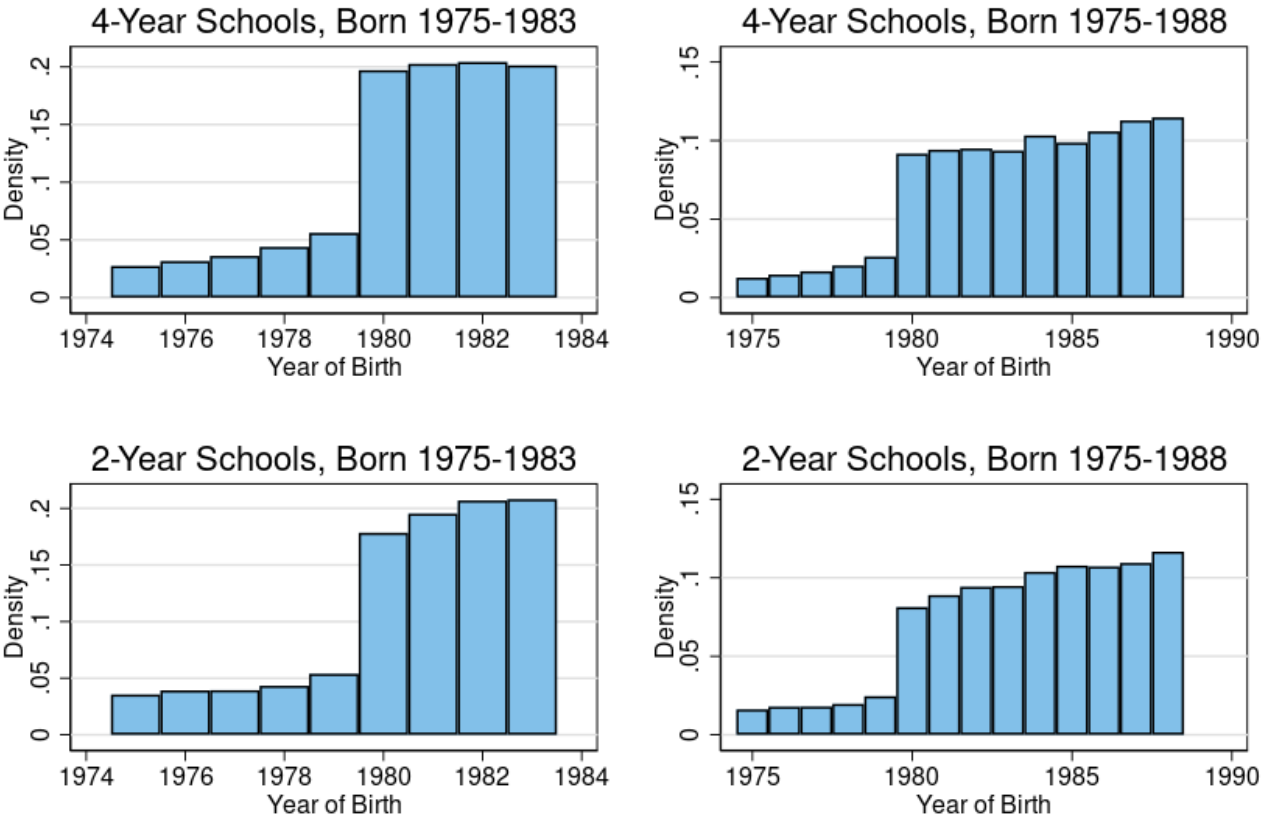 4-Year Schools, Born 1975-1983
Density
.2
.15
.1
.05
0
1974 1976 1978 1980 1982 1984
Year of Birth
4-Year Schools, Born 1975-1988
Density
.15
.1
.05
0
1975 1980 1985 1990
Year of Birth
2-Year Schools, Born 1975-1983
Density
.2
.15
.1
.05
0
1974 1976 1978 1980 1982 1984
Year of Birth
2-Year Schools, Born 1975-1988
Density
.15
.1
.05
0
1975 1980 1985 1990
Year of Birth